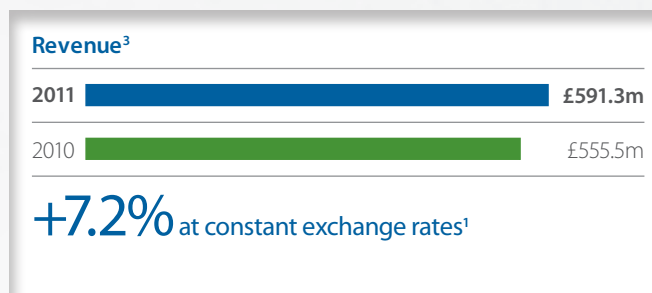 Revenue³
2011 £591.3m
2010 £555.5m
+7.2% at constant exchange rates¹